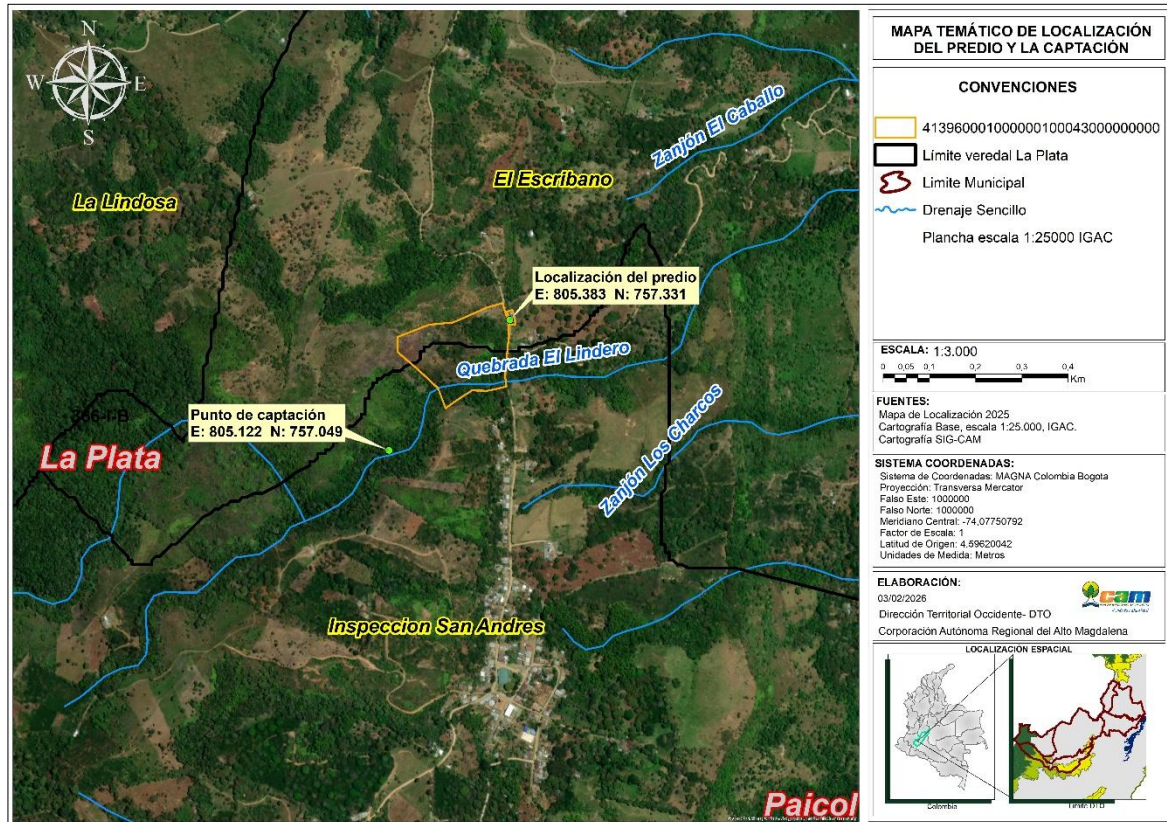 N
W
E
S
La Lindosa
El Escribano
Zanjón El Caballo
Localización del predio
E: 805.383 N: 757.331
Quebrada El Lindero
Punto de captación
E: 805.122 N: 757.049
La Plata
Zanjón Los Charcos
Inspeccion San Andres
Paicol
MAPA TEMÁTICO DE LOCALIZACIÓN
DEL PREDIO Y LA CAPTACIÓN
CONVENCIONES
Límite veredal La Plata
Limite Municipal
Drenaje Sencillo
Plancha escala 1:25000 IGAC
ESCALA: 1:3.000
0 0,05 0,1 0,2 0,3 0,4
Km
FUENTES:
Mapa de Localización 2025
Cartografía Base, escala 1:25.000, IGAC.
Cartografía SIG-CAM
SISTEMA COORDENADAS:
Sistema de Coordenadas: MAGNA Colombia Bogota
Proyección: Transversa Mercator
Falso Este: 1000000
Falso Norte: 1000000
Meridiano Central: -74,07750792
Factor de Escala: 1
Latitud de Origen: 4,59620042
Unidades de Medida: Metros
ELABORACIÓN:
03/02/2026
Dirección Territorial Occidente- DTO
Corporación Autónoma Regional del Alto Magdalena
cam
LOCALIZACIÓN ESPACIAL
Colombia
Límite DTO